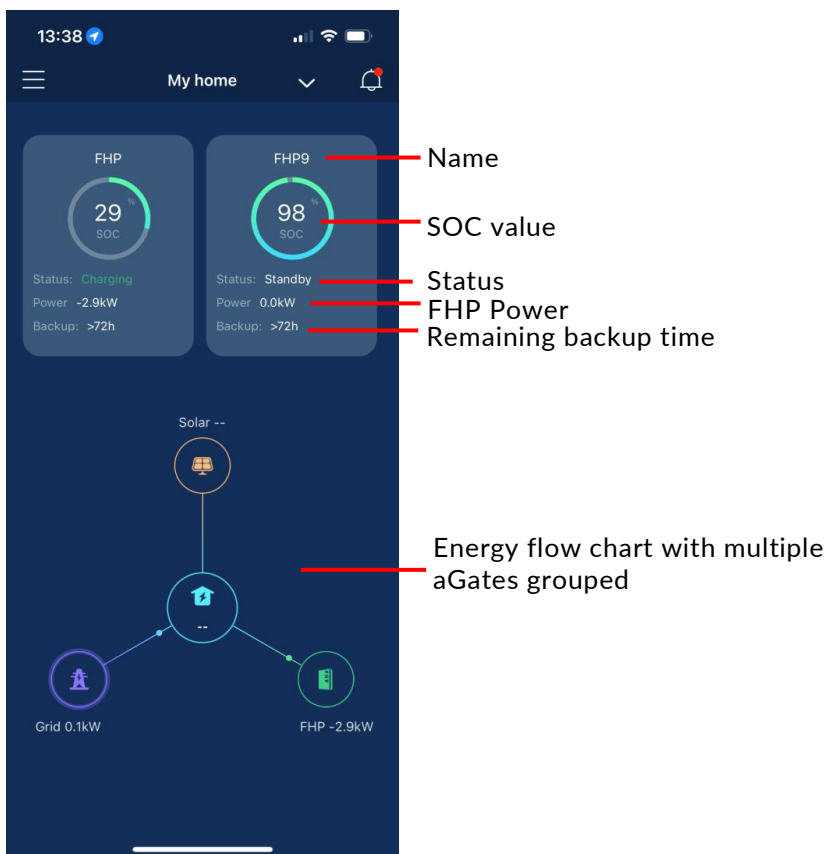 13:38
My home
FHP
29 %
SOC
Status: Charging
Power -2.9kW
Backup: >72h
FHP9
98 %
SOC
Status: Standby
Power 0.0kW
Backup: >72h
Name
SOC value
Status
FHP Power
Remaining backup time
Solar --
--
Grid 0.1kW
FHP -2.9kW
Energy flow chart with multiple
aGates grouped